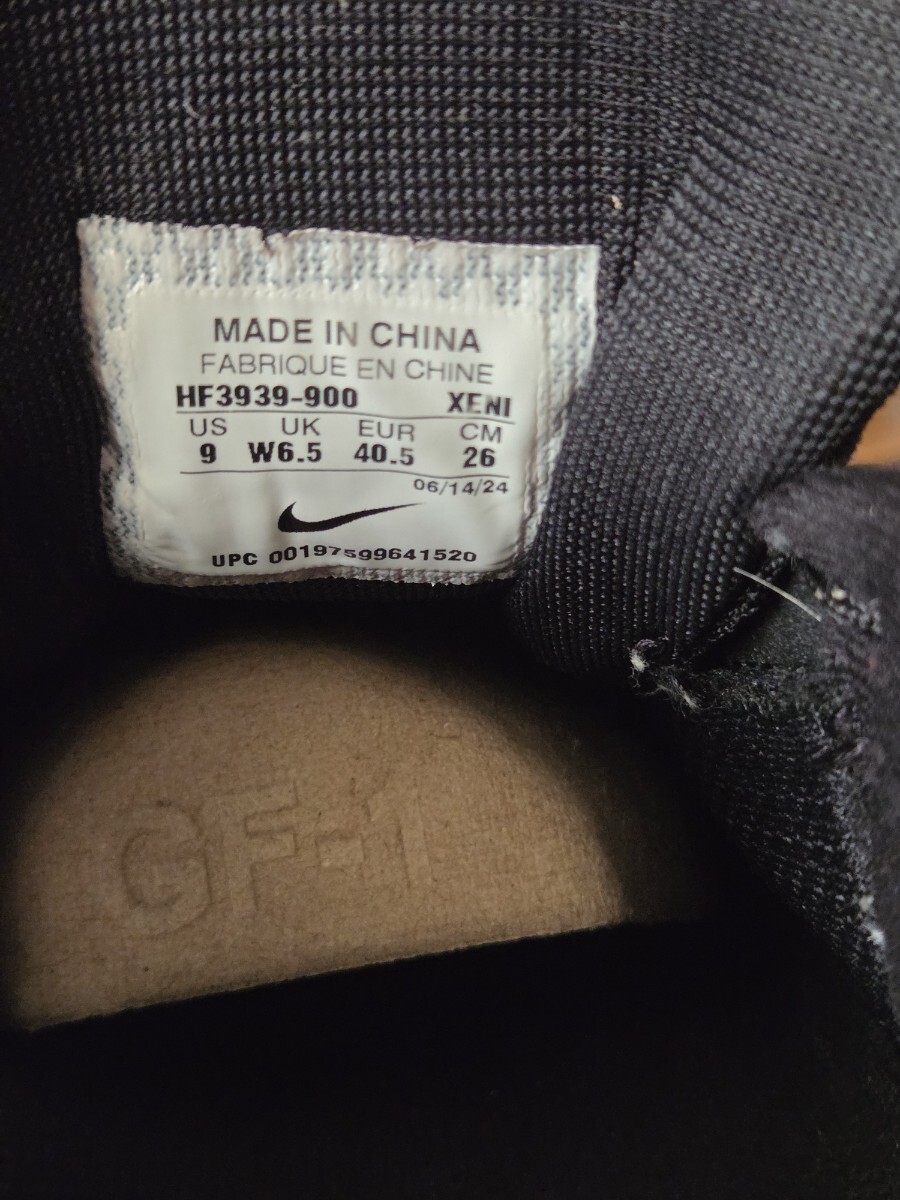 MADE IN CHINA
FABRIQUE EN CHINE
HF3939-900 XENI
US UK EUR CM
9 W6.5 40.5 26
06/14/24
UPC 00197599641520
GF-1